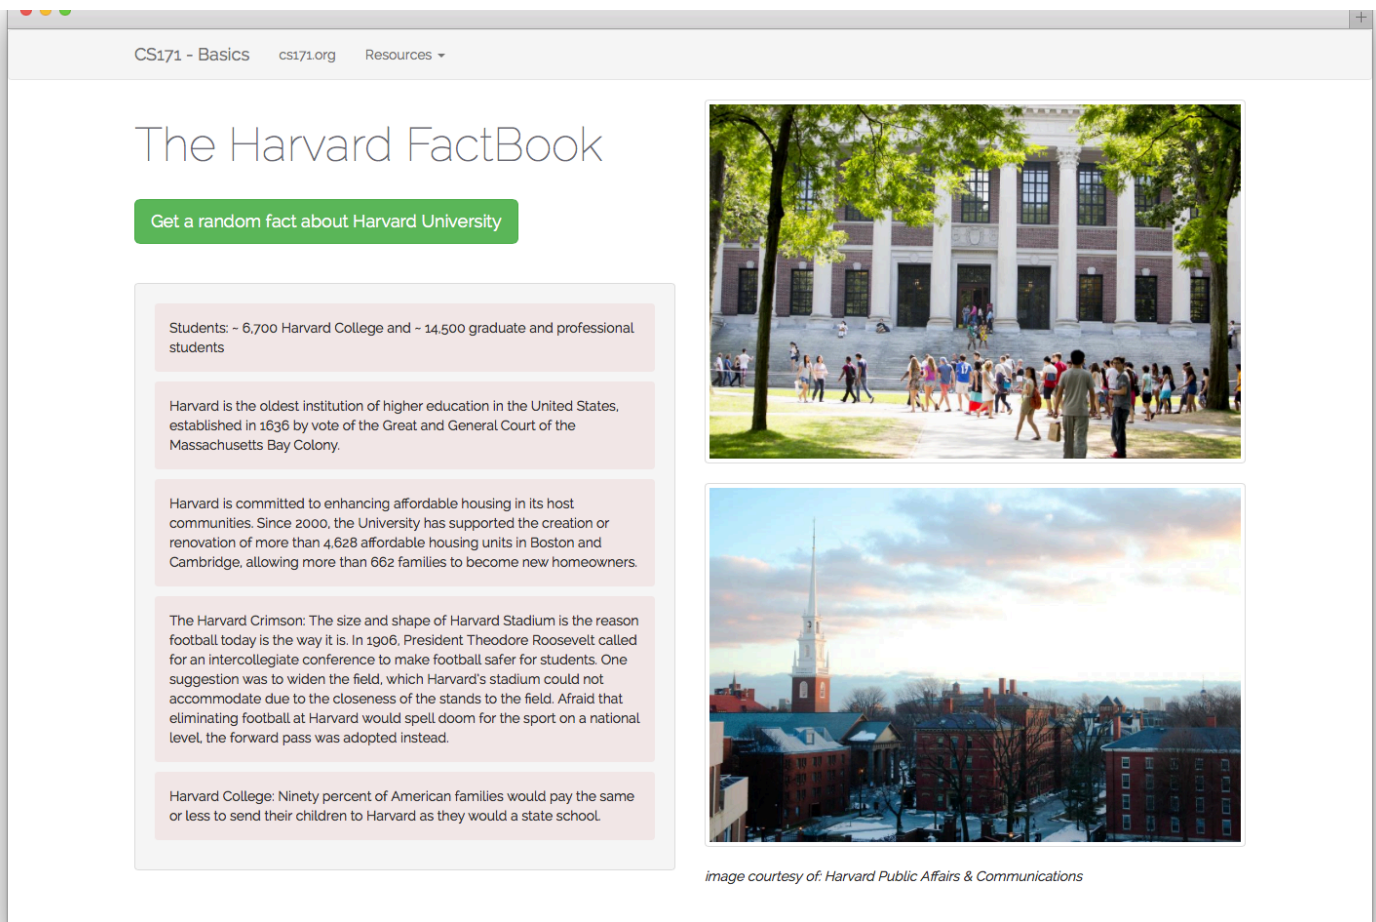 CS171 - Basics
cs171.org
Resources
The Harvard FactBook
Get a random fact about Harvard University
Students: ~ 6,700 Harvard College and ~ 14,500 graduate and professional
students
Harvard is the oldest institution of higher education in the United States,
established in 1636 by vote of the Great and General Court of the
Massachusetts Bay Colony.
Harvard is committed to enhancing affordable housing in its host
communities. Since 2000, the University has supported the creation or
renovation of more than 4,628 affordable housing units in Boston and
Cambridge, allowing more than 662 families to become new homeowners.
The Harvard Crimson: The size and shape of Harvard Stadium is the reason
football today is the way it is. In 1906, President Theodore Roosevelt called
for an intercollegiate conference to make football safer for students. One
suggestion was to widen the field, which Harvard's stadium could not
accommodate due to the closeness of the stands to the field. Afraid that
eliminating football at Harvard would spell doom for the sport on a national
level, the forward pass was adopted instead.
Harvard College: Ninety percent of American families would pay the same
or less to send their children to Harvard as they would a state school.
image courtesy of: Harvard Public Affairs & Communications